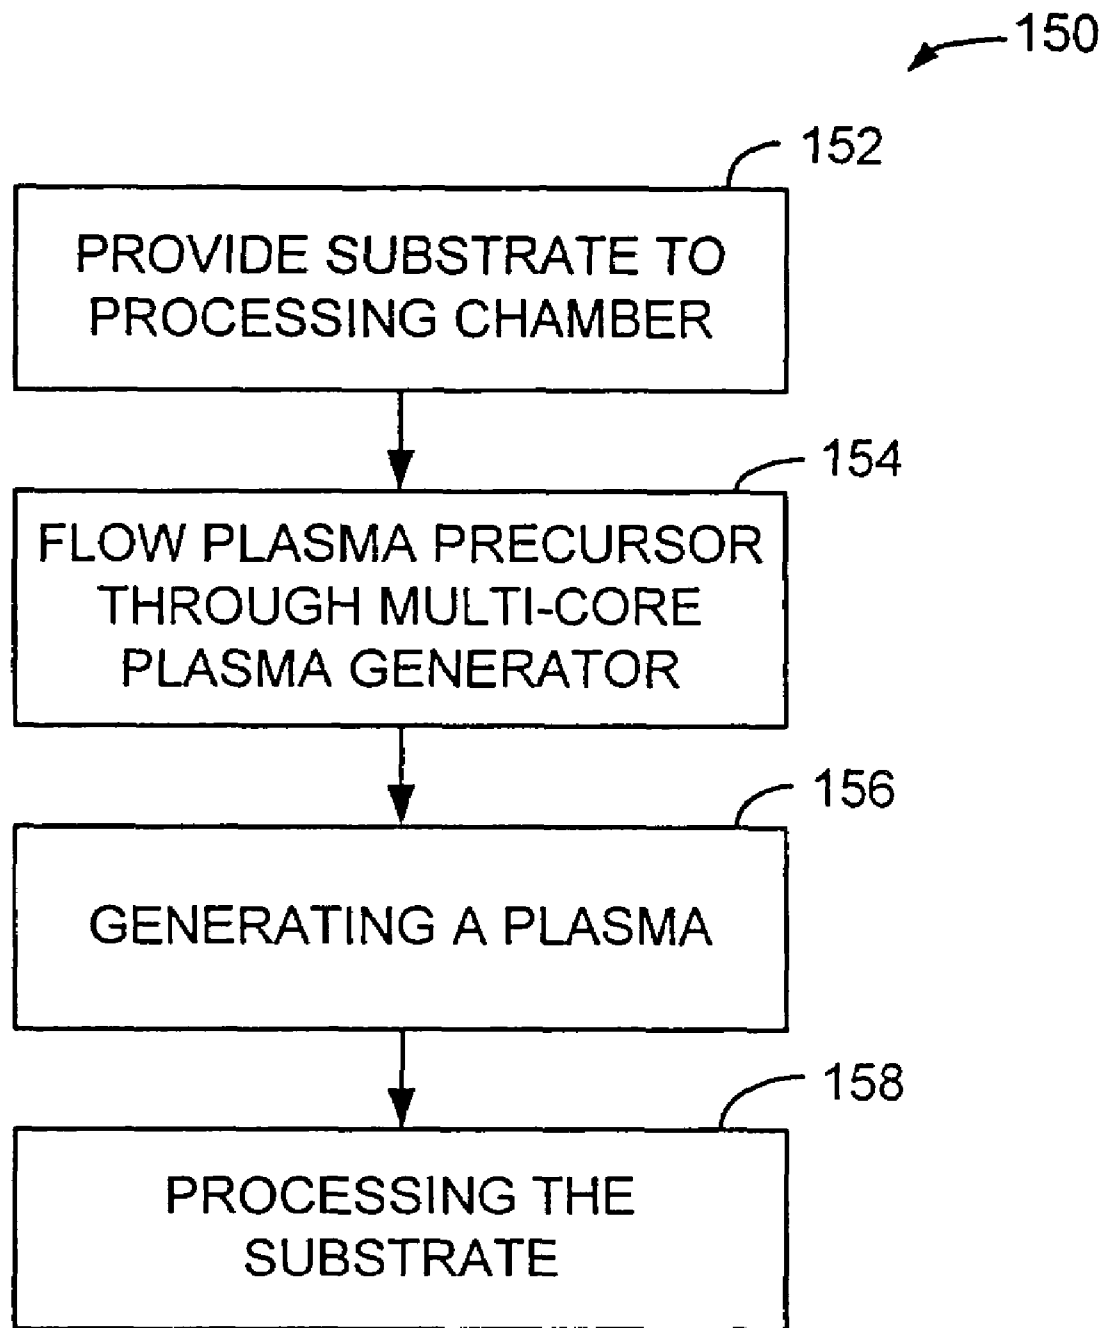 150
152
PROVIDE SUBSTRATE TO
PROCESSING CHAMBER
154
FLOW PLASMA PRECURSOR
THROUGH MULTI-CORE
PLASMA GENERATOR
156
GENERATING A PLASMA
158
PROCESSING THE
SUBSTRATE